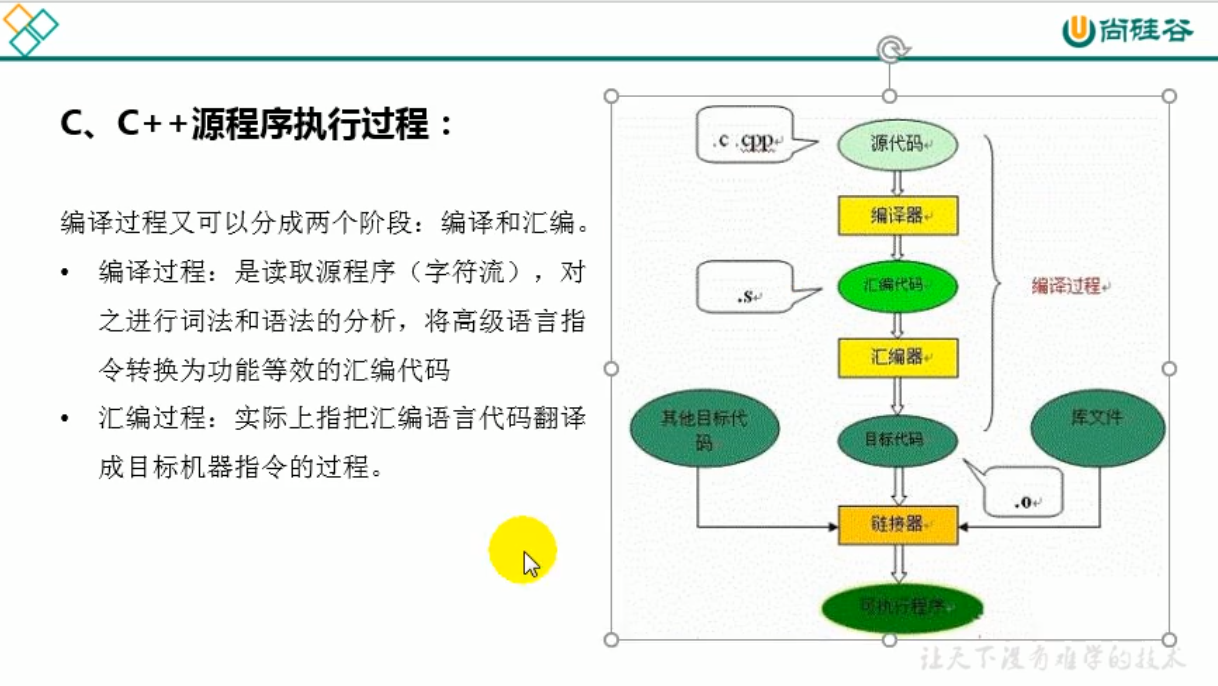 尚硅谷
C、C++源程序执行过程：
编译过程又可以分成两个阶段：编译和汇编。
• 编译过程：是读取源程序（字符流），对
之进行词法和语法的分析，将高级语言指
令转换为功能等效的汇编代码
• 汇编过程：实际上指把汇编语言代码翻译
成目标机器指令的过程。
.c .cpp
源代码
编译器
.s
汇编代码
编译过程
汇编器
其他目标代
码
目标代码
库文件
.o
链接器
可执行程序
让天下没有难学的技术